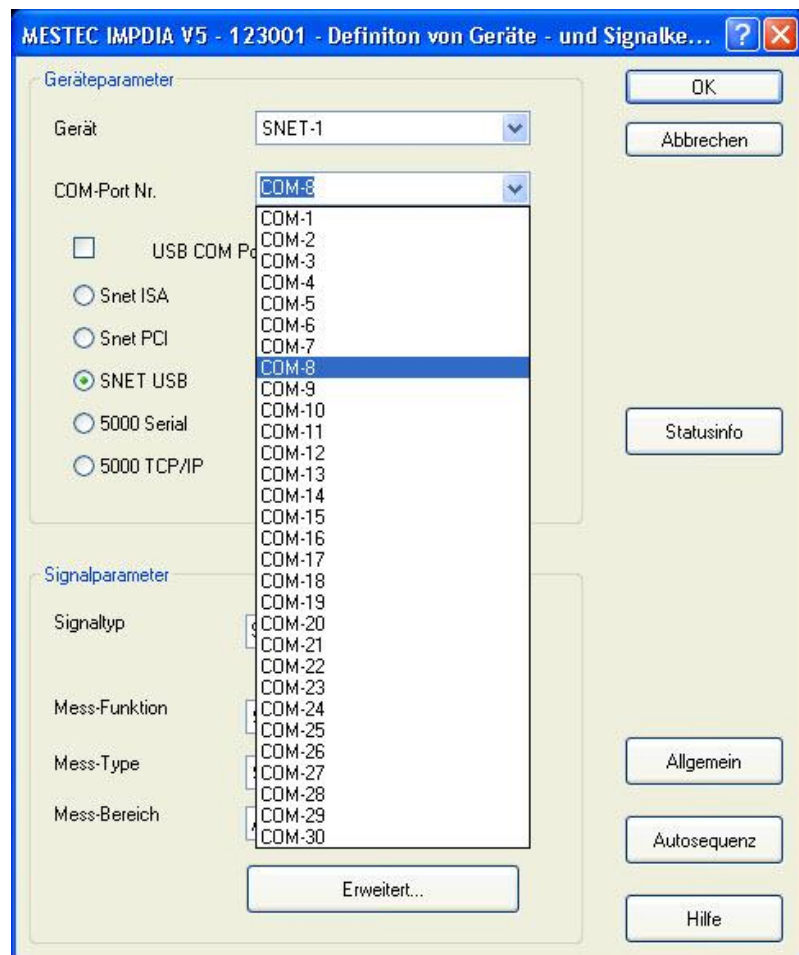 MESTEC IMPDIA V5 - 123001 - Definiton von Geräte - und Signalke...
Geräteparameter
OK
Gerät
SNET-1
Abbrechen
COM-Port Nr.
COM-8
COM-1
COM-2
COM-3
COM-4
COM-5
COM-6
COM-7
COM-8
COM-9
COM-10
COM-11
COM-12
COM-13
COM-14
COM-15
COM-16
COM-17
COM-18
COM-19
COM-20
COM-21
COM-22
COM-23
COM-24
COM-25
COM-26
COM-27
COM-28
COM-29
COM-30
USB COM
Snet ISA
Snet PCI
SNET USB
5000 Serial
5000 TCP/IP
Statusinfo
Signalparameter
Signaltyp
Mess-Funktion
Mess-Type
Mess-Bereich
Erweitert...
Allgemein
Autosequenz
Hilfe